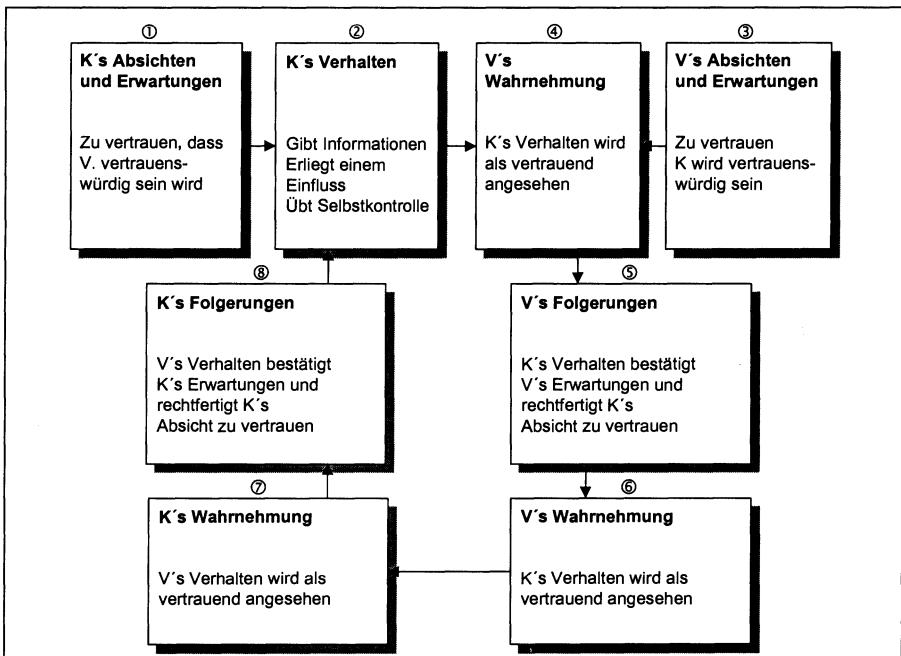 ①
K´s Absichten
und Erwartungen
Zu vertrauen, dass
V. vertrauens-
würdig sein wird
②
K´s Verhalten
Gibt Informationen
Erliegt einem
Einfluss
Übt Selbstkontrolle
④
V´s
Wahrnehmung
K´s Verhalten wird
als vertrauend
angesehen
③
V´s Absichten
und Erwartungen
Zu vertrauen
K wird vertrauens-
würdig sein
⑧
K´s Folgerungen
V´s Verhalten bestätigt
K´s Erwartungen und
rechtfertigt K´s
Absicht zu vertrauen
⑤
V´s Folgerungen
K´s Verhalten bestätigt
V´s Erwartungen und
rechtfertigt K´s
Absicht zu vertrauen
⑦
K´s Wahrnehmung
V´s Verhalten wird als
vertrauend angesehen
⑥
V´s Wahrnehmung
K´s Verhalten wird als
vertrauend angesehen